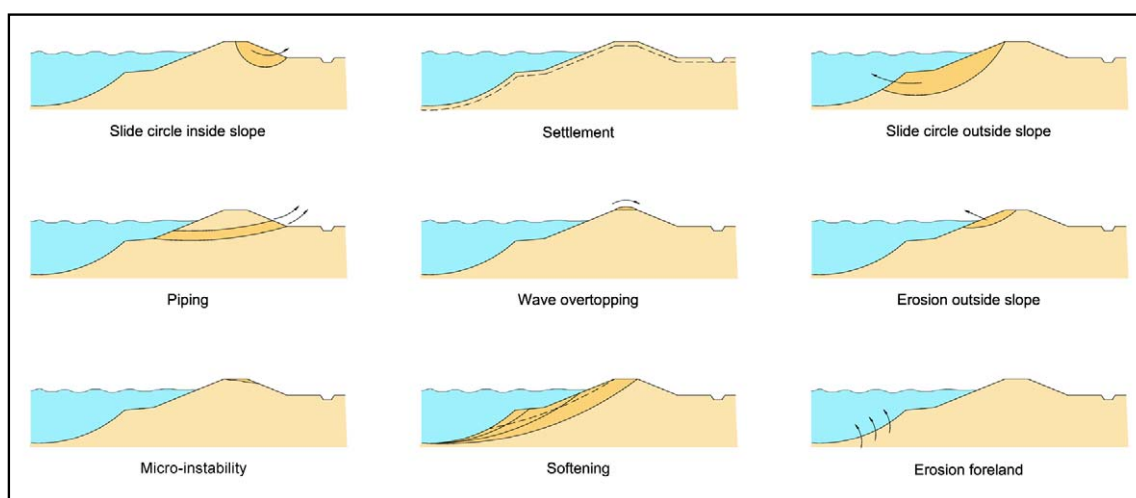 Slide circle inside slope
Settlement
Slide circle outside slope
Piping
Wave overtopping
Erosion outside slope
Micro-instability
Softening
Erosion foreland